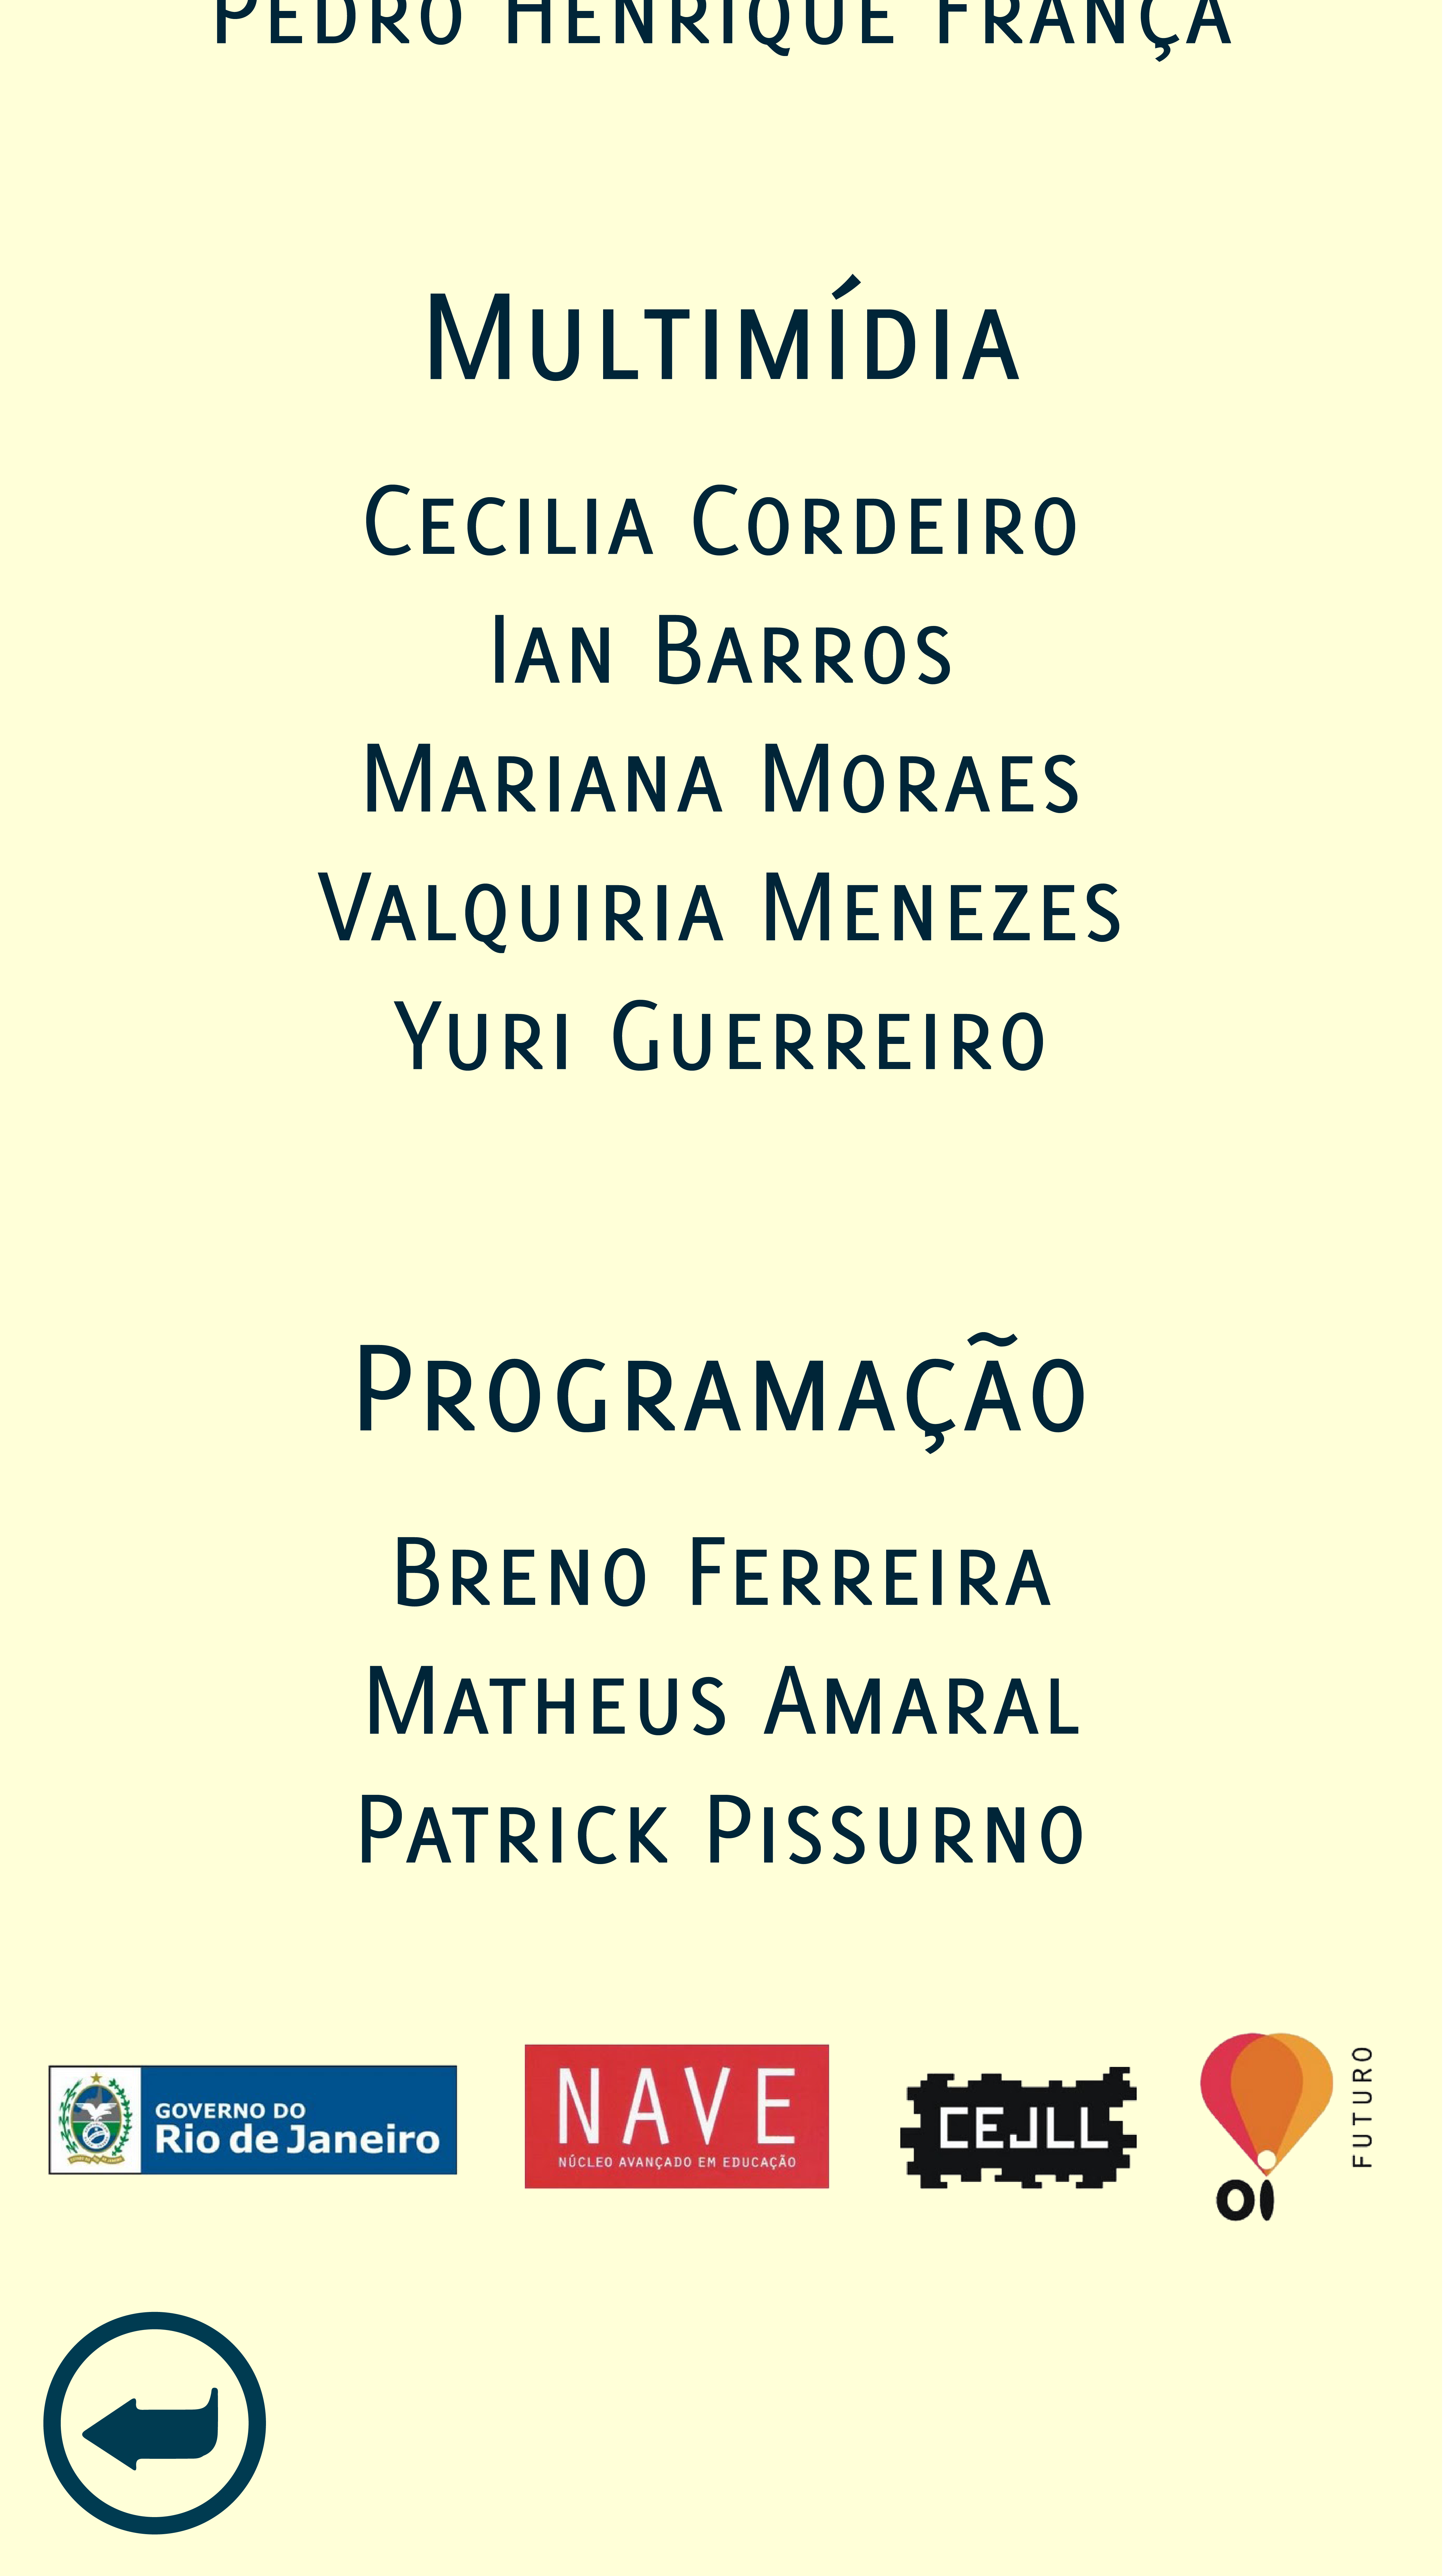 Pedro Henrique França
Multimídia
Cecilia Cordeiro
Ian Barros
Mariana Moraes
Valquiria Menezes
Yuri Guerreiro
Programação
Breno Ferreira
Matheus Amaral
Patrick Pissurno
GOVERNO DO
Rio de Janeiro
NAVE
NÚCLEO AVANÇADO EM EDUCAÇÃO
CEJLL
oi
FUTURO